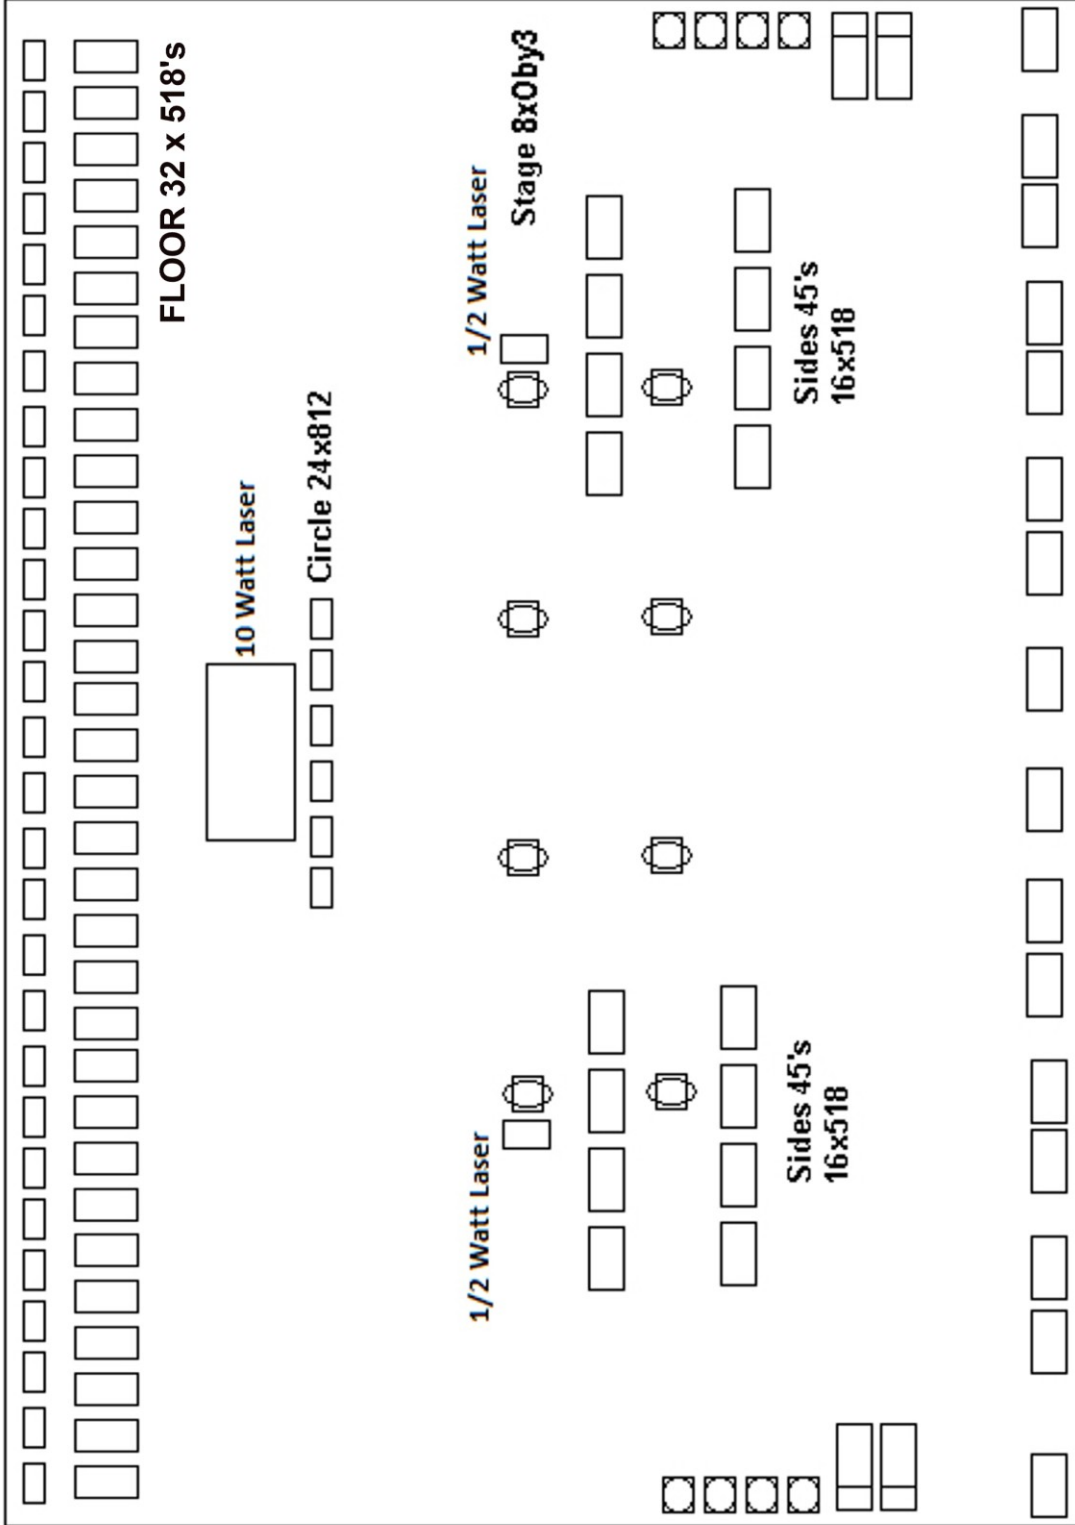 FLOOR 32 x 518's
10 Watt Laser
Circle 24x812
1/2 Watt Laser
Stage 8xOby3
Sides 45's
16x518
1/2 Watt Laser
Sides 45's
16x518